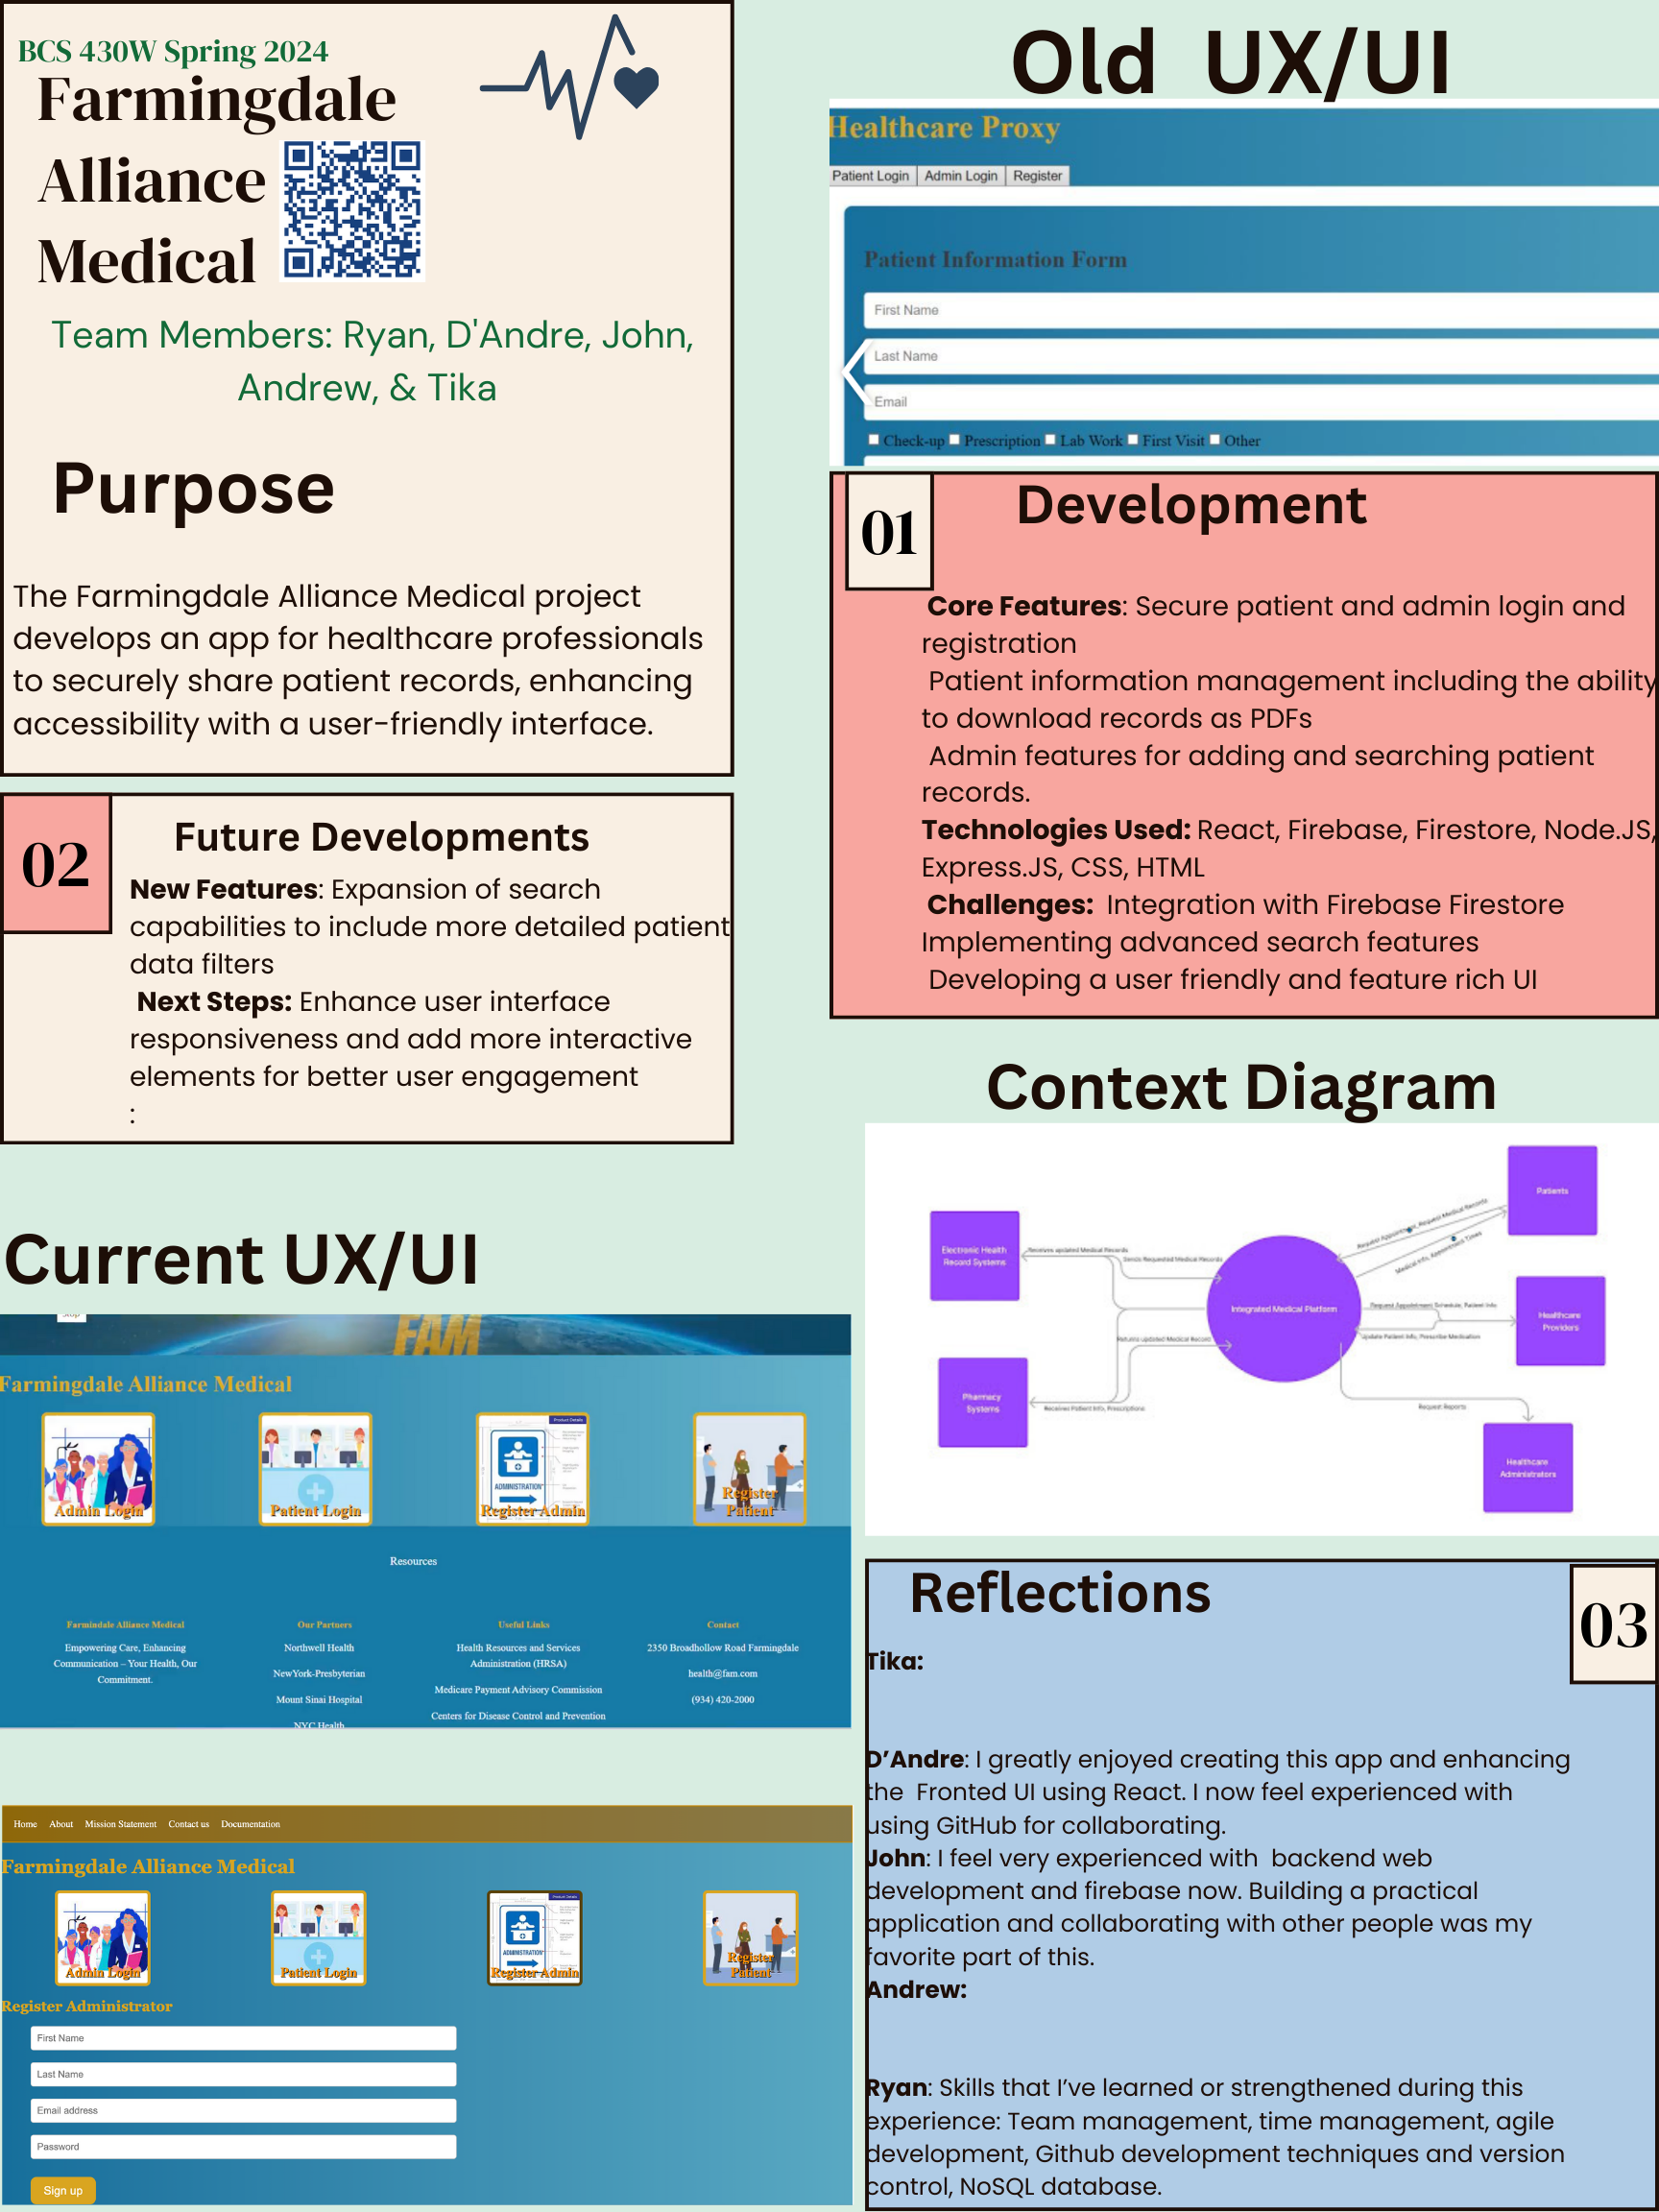 BCS 430W Spring 2024
Farmingdale
Alliance
Medical
Team Members: Ryan, D'Andre, John,
Andrew, & Tika
Purpose
The Farmingdale Alliance Medical project
develops an app for healthcare professionals
to securely share patient records, enhancing
accessibility with a user-friendly interface.
02
Future Developments
New Features: Expansion of search
capabilities to include more detailed patient
data filters
Next Steps: Enhance user interface
responsiveness and add more interactive
elements for better user engagement
:
Current UX/UI
Stop
FAM
Farmingdale Alliance Medical
Admin Login
Patient Login
Product Details
ADMINISTRATION
Register Admin
Register
Patient
Resources
Farmindale Alliance Medical
Empowering Care, Enhancing
Communication – Your Health, Our
Commitment.
Our Partners
Northwell Health
NewYork-Presbyterian
Mount Sinai Hospital
NYC Health
Useful Links
Health Resources and Services
Administration (HRSA)
Medicare Payment Advisory Commission
Centers for Disease Control and Prevention
Contact
2350 Broadhollow Road Farmingdale
health@fam.com
(934) 420-2000
Home About Mission Statement Contact us Documentation
Farmingdale Alliance Medical
Admin Login
Patient Login
Product Details
ADMINISTRATION
Register Admin
Register
Patient
Register Administrator
First Name
Last Name
Email address
Password
Sign up
Old UX/UI
Healthcare Proxy
Patient Login Admin Login Register
Patient Information Form
First Name
Last Name
Email
Check-up Prescription Lab Work First Visit Other
01
Development
Core Features: Secure patient and admin login and
registration
Patient information management including the ability
to download records as PDFs
Admin features for adding and searching patient
records.
Technologies Used: React, Firebase, Firestore, Node.JS,
Express.JS, CSS, HTML
Challenges: Integration with Firebase Firestore
Implementing advanced search features
Developing a user friendly and feature rich UI
Context Diagram
Electronic Health
Record Systems
Receives updated Medical Records
Sends Requested Medical Records
Integrated Medical Platform
Request Appointment, Request Medical Records
Medical Info, Appointment Times
Patients
Request Appointment Schedule, Patient Info
Update Patient Info, Prescribe Medication
Healthcare
Providers
Returns updated Medical Record
Pharmacy
Systems
Receives Patient Info, Prescriptions
Request Reports
Healthcare
Administrators
Reflections
03
Tika:
D’Andre: I greatly enjoyed creating this app and enhancing
the Fronted UI using React. I now feel experienced with
using GitHub for collaborating.
John: I feel very experienced with backend web
development and firebase now. Building a practical
application and collaborating with other people was my
favorite part of this.
Andrew:
Ryan: Skills that I’ve learned or strengthened during this
experience: Team management, time management, agile
development, Github development techniques and version
control, NoSQL database.